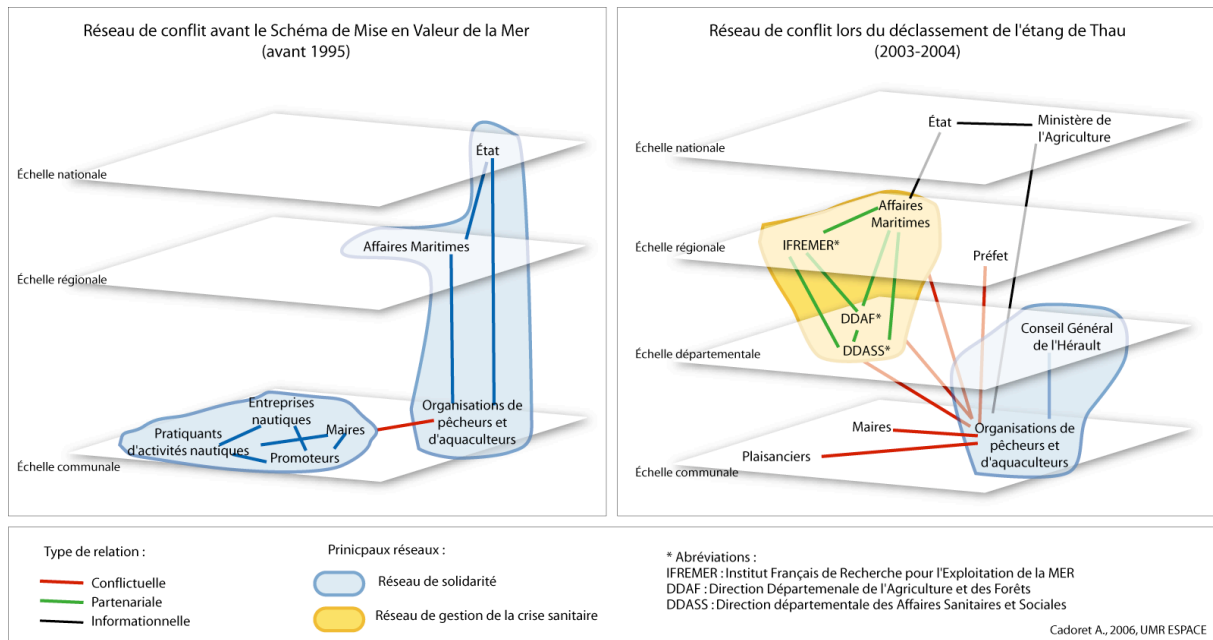 Réseau de conflit avant le Schéma de Mise en Valeur de la Mer
(avant 1995)
État
Échelle nationale
Affaires Maritimes
Échelle régionale
Entreprises
nautiques
Maires
Pratiquants
d'activités nautiques
Promoteurs
Organisations de
pêcheurs et
d'aquaculteurs
Échelle communale
Réseau de conflit lors du déclassement de l'étang de Thau
(2003-2004)
État
Ministère de
l'Agriculture
Échelle nationale
Affaires
Maritimes
IFREMER*
Préfet
Échelle régionale
DDAF*
DDASS*
Conseil Général
de l'Hérault
Échelle départementale
Maires
Plaisanciers
Organisations de
pêcheurs et
d'aquaculteurs
Échelle communale
Type de relation :
Conflictuelle
Partenariale
Informationnelle
Prinicpaux réseaux :
Réseau de solidarité
Réseau de gestion de la crise sanitaire
* Abréviations :
IFREMER : Institut Français de Recherche pour l'Exploitation de la MER
DDAF : Direction Départemenale de l'Agriculture et des Forêts
DDASS : Direction départementale des Affaires Sanitaires et Sociales
Cadoret A., 2006, UMR ESPACE